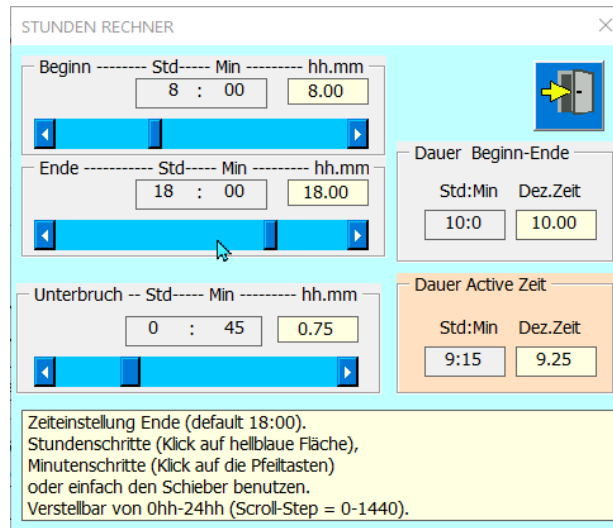 STUNDEN RECHNER
Beginn --------- Std----- Min --------- hh.mm
8 : 00 8.00
Ende ----------- Std----- Min --------- hh.mm
18 : 00 18.00
Dauer Beginn-Ende
Std:Min Dez.Zeit
10:0 10.00
Unterbruch -- Std----- Min --------- hh.mm
0 : 45 0.75
Dauer Active Zeit
Std:Min Dez.Zeit
9:15 9.25
Zeiteinstellung Ende (default 18:00).
Stundenschritte (Klick auf hellblaue Fläche),
Minutenschritte (Klick auf die Pfeiltasten)
oder einfach den Schieber benutzen.
Verstellbar von 0hh-24hh (Scroll-Step = 0-1440).